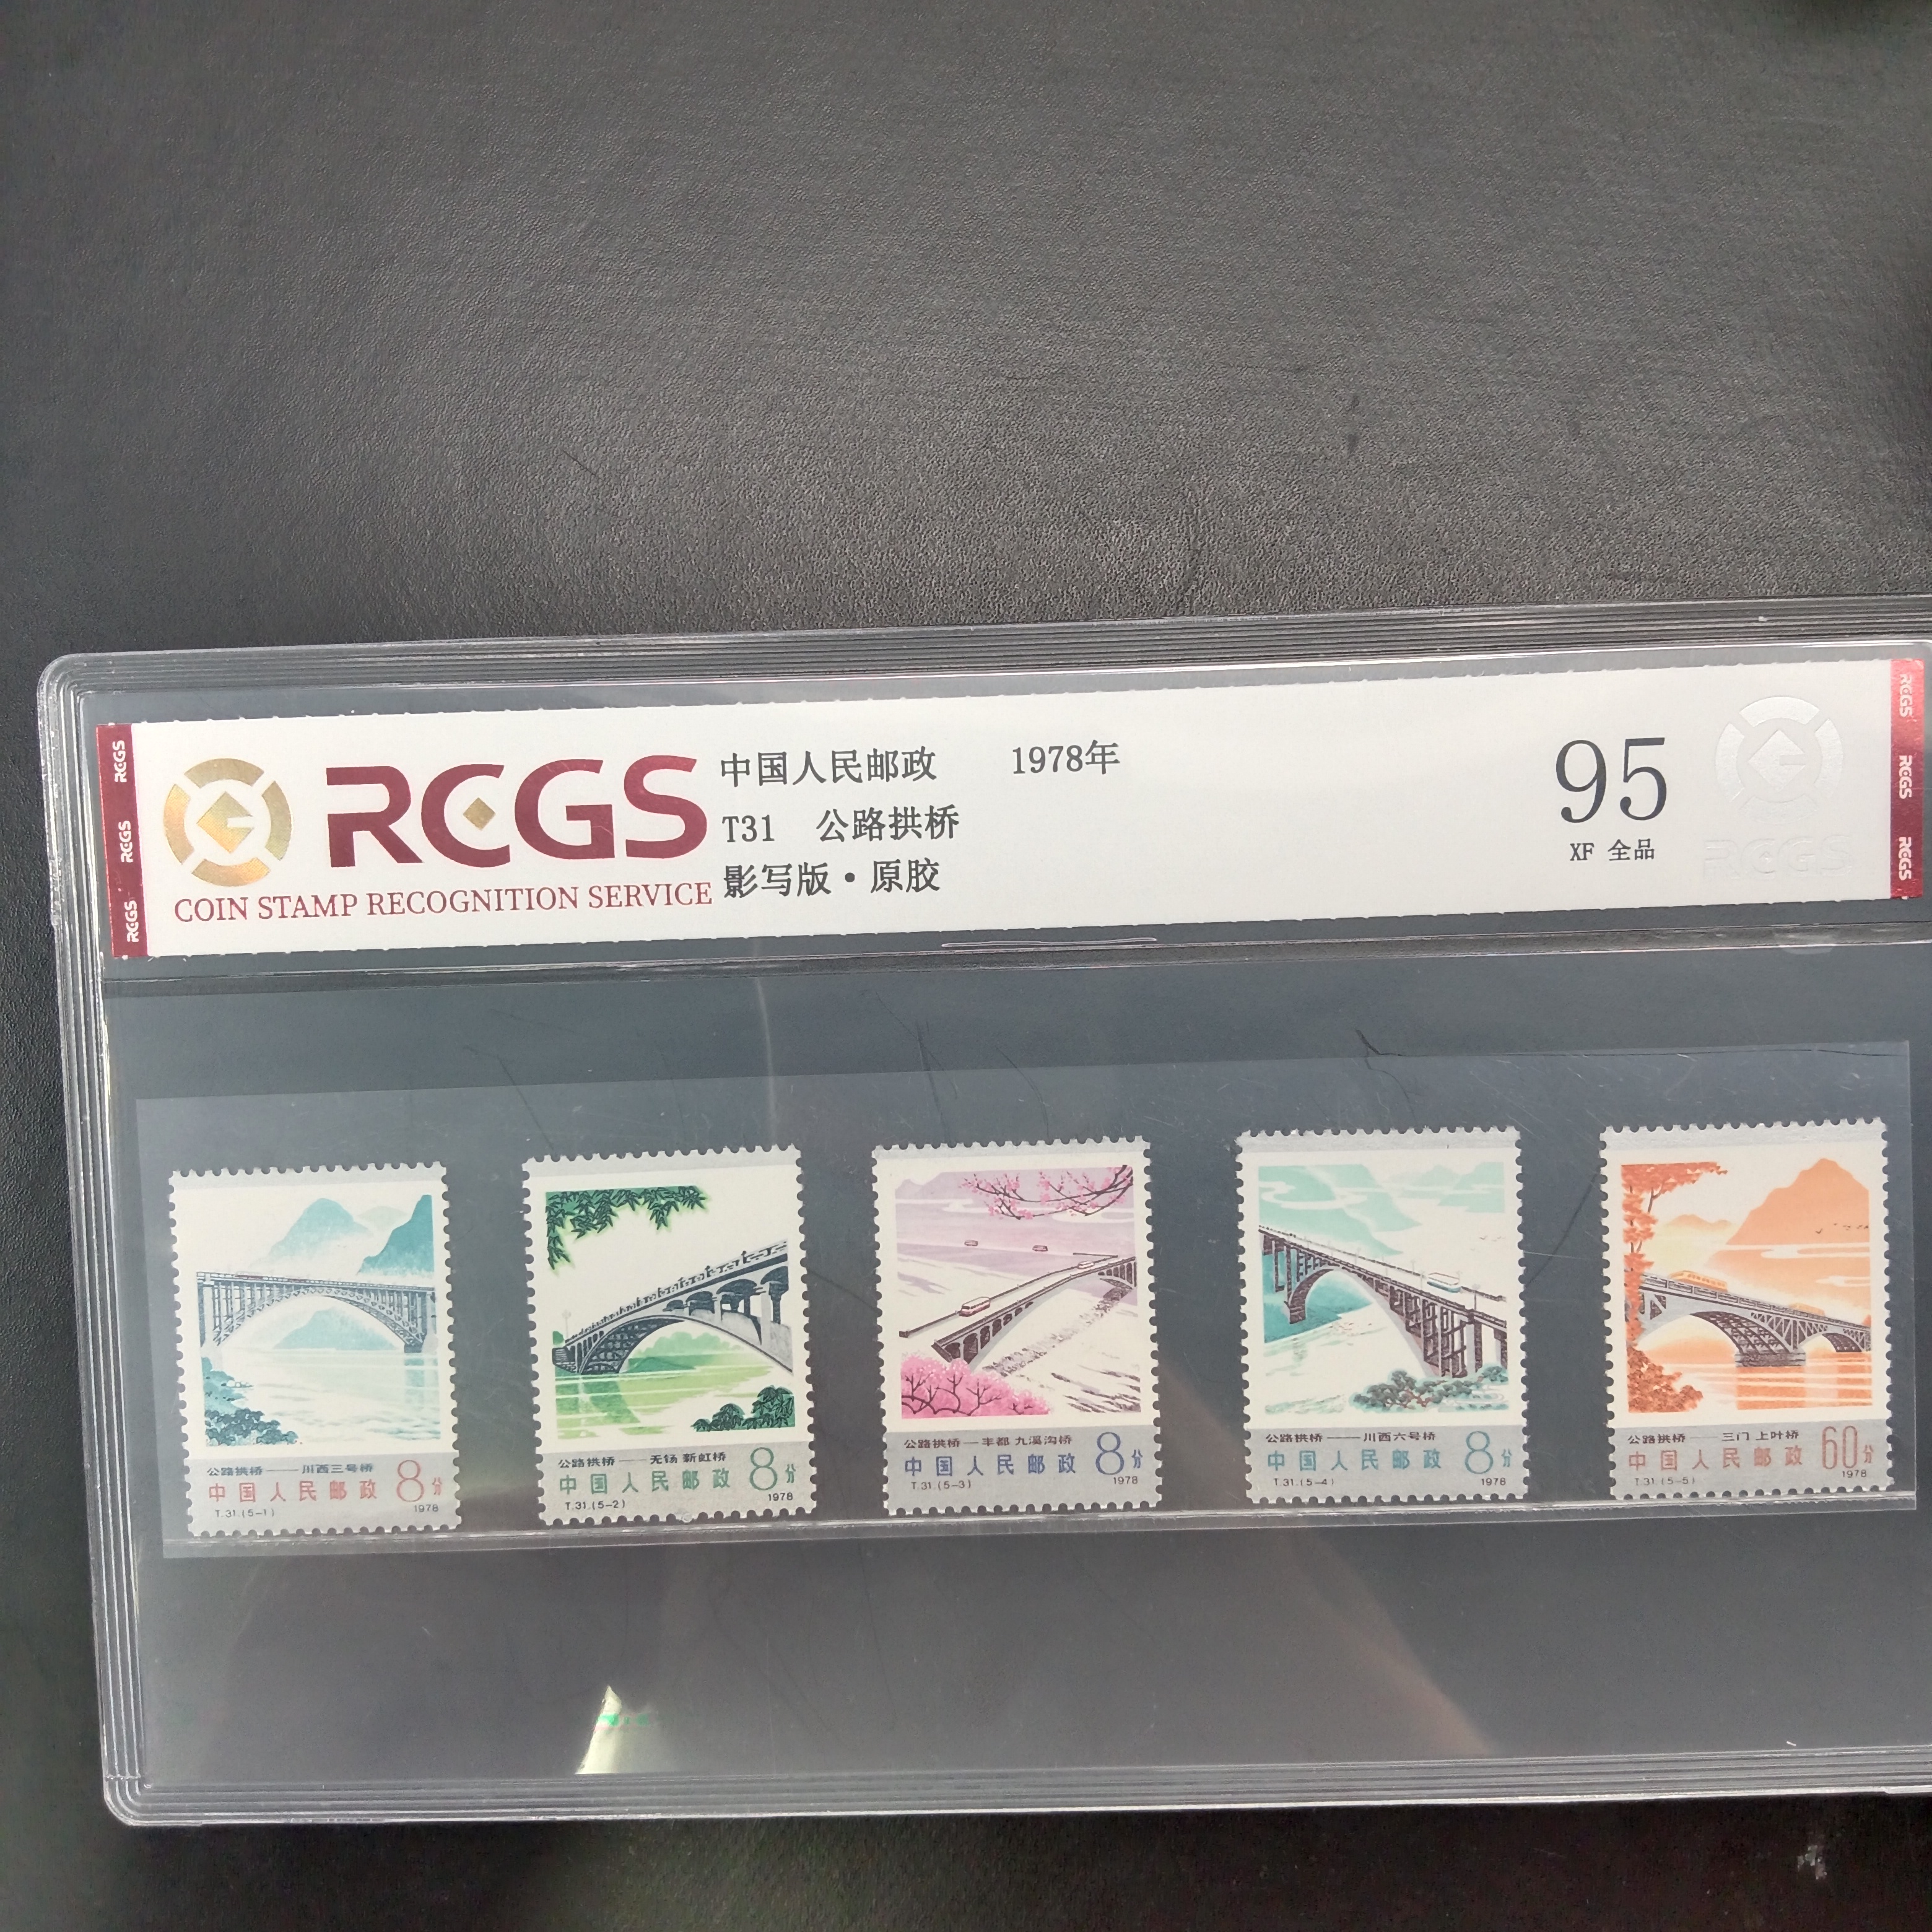 RCGS
COIN STAMP RECOGNITION SERVICE
中国人民邮政 1978年
T31 公路拱桥
影写版·原胶
95
XF 全品
RCGS
RCGS
RCGS
RCGS
RCGS
RCGS
RCGS
公路拱桥——川西三号桥
中国人民邮政 8分
T.31.(5-1) 1978
公路拱桥——无锡 新虹桥
中国人民邮政 8分
T.31.(5-2) 1978
公路拱桥—丰都 九溪沟桥
中国人民邮政 8分
T.31.(5-3) 1978
公路拱桥——川西六号桥
中国人民邮政 8分
T.31.(5-4) 1978
公路拱桥——三门 上叶桥
中国人民邮政 60分
T.31.(5-5) 1978